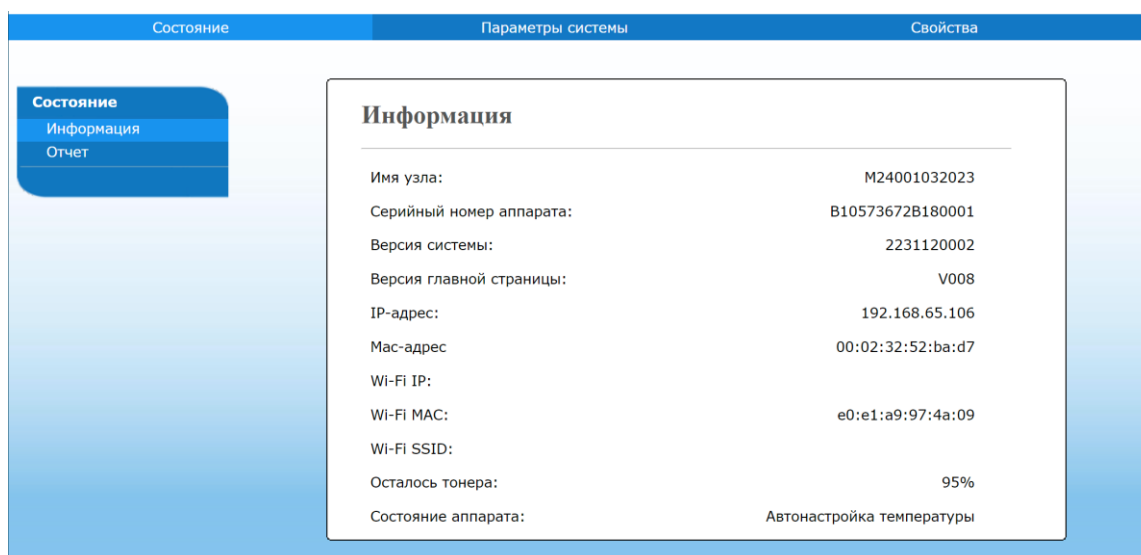 Состояние Параметры системы Свойства
Состояние
Информация
Отчет
Информация
Имя узла: M24001032023
Серийный номер аппарата: B10573672B180001
Версия системы: 2231120002
Версия главной страницы: V008
IP-адрес: 192.168.65.106
Mac-адрес 00:02:32:52:ba:d7
Wi-Fi IP:
Wi-Fi MAC: e0:e1:a9:97:4a:09
Wi-Fi SSID:
Осталось тонера: 95%
Состояние аппарата: Автонастройка температуры